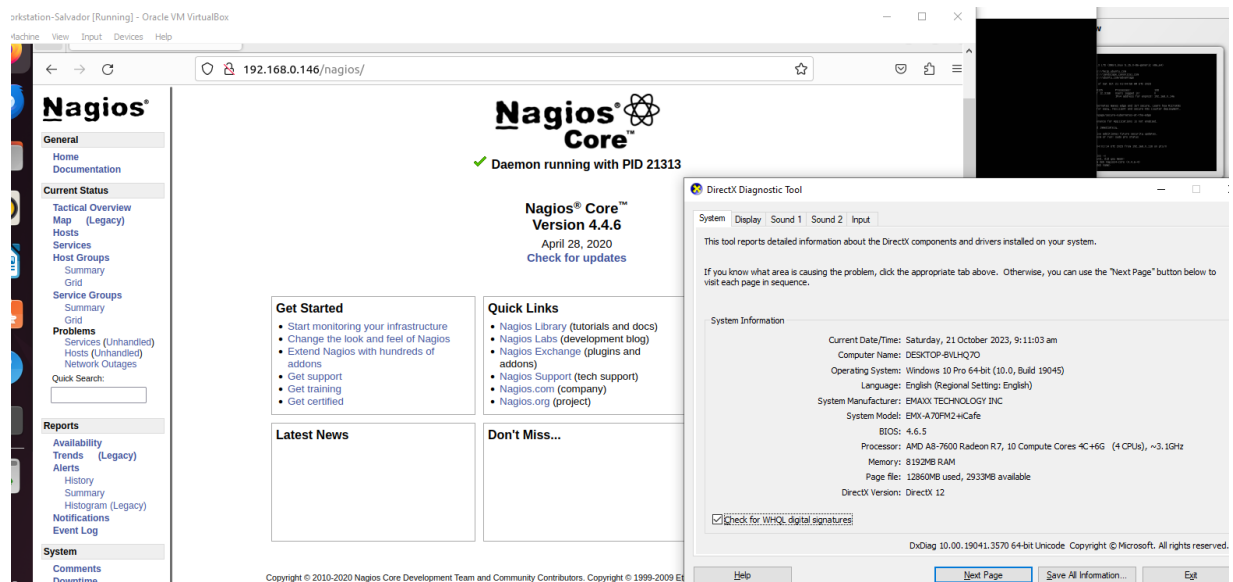 orkstation-Salvador [Running] - Oracle VM VirtualBox
Machine View Input Devices Help
192.168.0.146/nagios/
Nagios®
General
Home
Documentation
Current Status
Tactical Overview
Map (Legacy)
Hosts
Services
Host Groups
Summary
Grid
Service Groups
Summary
Grid
Problems
Services (Unhandled)
Hosts (Unhandled)
Network Outages
Quick Search:
Reports
Availability
Trends (Legacy)
Alerts
History
Summary
Histogram (Legacy)
Notifications
Event Log
System
Comments
Downtime
Nagios®
Core™
Daemon running with PID 21313
Nagios® Core™
Version 4.4.6
April 28, 2020
Check for updates
Get Started
• Start monitoring your infrastructure
• Change the look and feel of Nagios
• Extend Nagios with hundreds of
addons
• Get support
• Get training
• Get certified
Quick Links
• Nagios Library (tutorials and docs)
• Nagios Labs (development blog)
• Nagios Exchange (plugins and
addons)
• Nagios Support (tech support)
• Nagios.com (company)
• Nagios.org (project)
Latest News
Don't Miss...
Copyright © 2010-2020 Nagios Core Development Team and Community Contributors. Copyright © 1999-2009 Et
DirectX Diagnostic Tool
System Display Sound 1 Sound 2 Input
This tool reports detailed information about the DirectX components and drivers installed on your system.
If you know what area is causing the problem, click the appropriate tab above. Otherwise, you can use the "Next Page" button below to
visit each page in sequence.
System Information
Current Date/Time: Saturday, 21 October 2023, 9:11:03 am
Computer Name: DESKTOP-BVLHQ7O
Operating System: Windows 10 Pro 64-bit (10.0, Build 19045)
Language: English (Regional Setting: English)
System Manufacturer: EMAXX TECHNOLOGY INC
System Model: EMX-A70FM2+iCafe
BIOS: 4.6.5
Processor: AMD A8-7600 Radeon R7, 10 Compute Cores 4C+6G (4 CPUs), ~3.1GHz
Memory: 8192MB RAM
Page file: 12860MB used, 2933MB available
DirectX Version: DirectX 12
Check for WHQL digital signatures
DxDiag 10.00.19041.3570 64-bit Unicode Copyright © Microsoft. All rights reserved.
Help
Next Page
Save All Information...
Exit